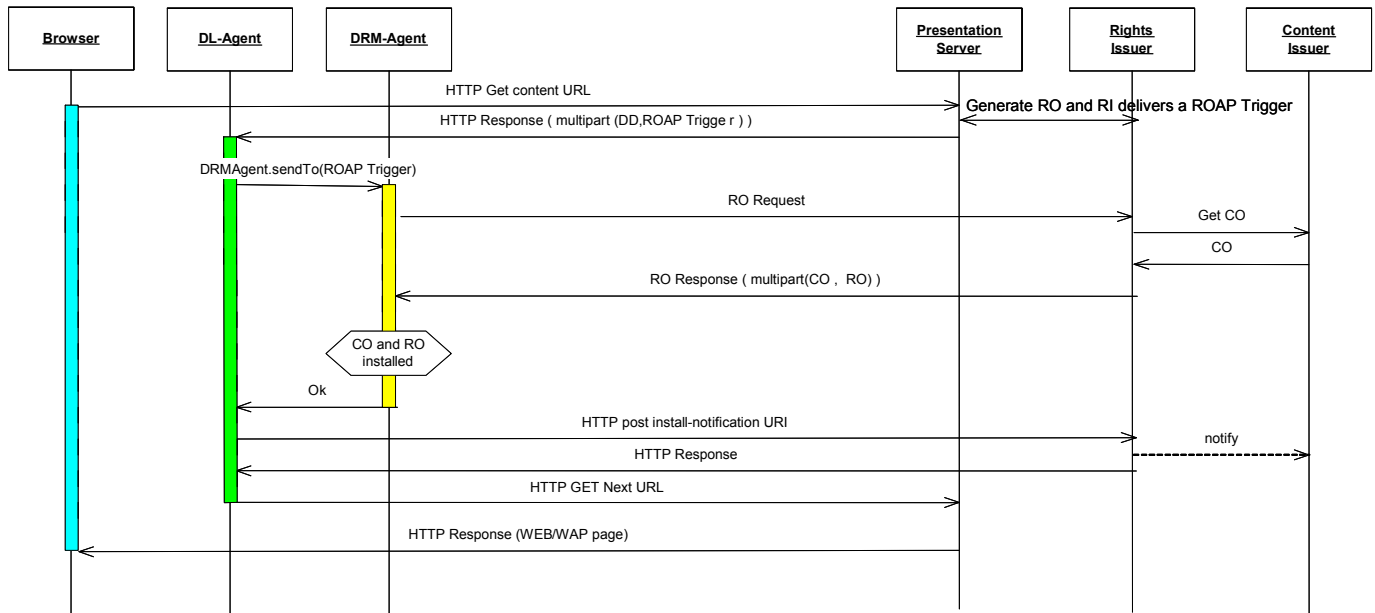 Browser
DL-Agent
DRM-Agent
Presentation
Server
Rights
Issuer
Content
Issuer
HTTP Get content URL
Generate RO and RI delivers a ROAP Trigger
HTTP Response ( multipart (DD,ROAP Trigge r ) )
DRMAgent.sendTo(ROAP Trigger)
RO Request
Get CO
CO
RO Response ( multipart(CO , RO) )
CO and RO
installed
Ok
HTTP post install-notification URI
notify
HTTP Response
HTTP GET Next URL
HTTP Response (WEB/WAP page)